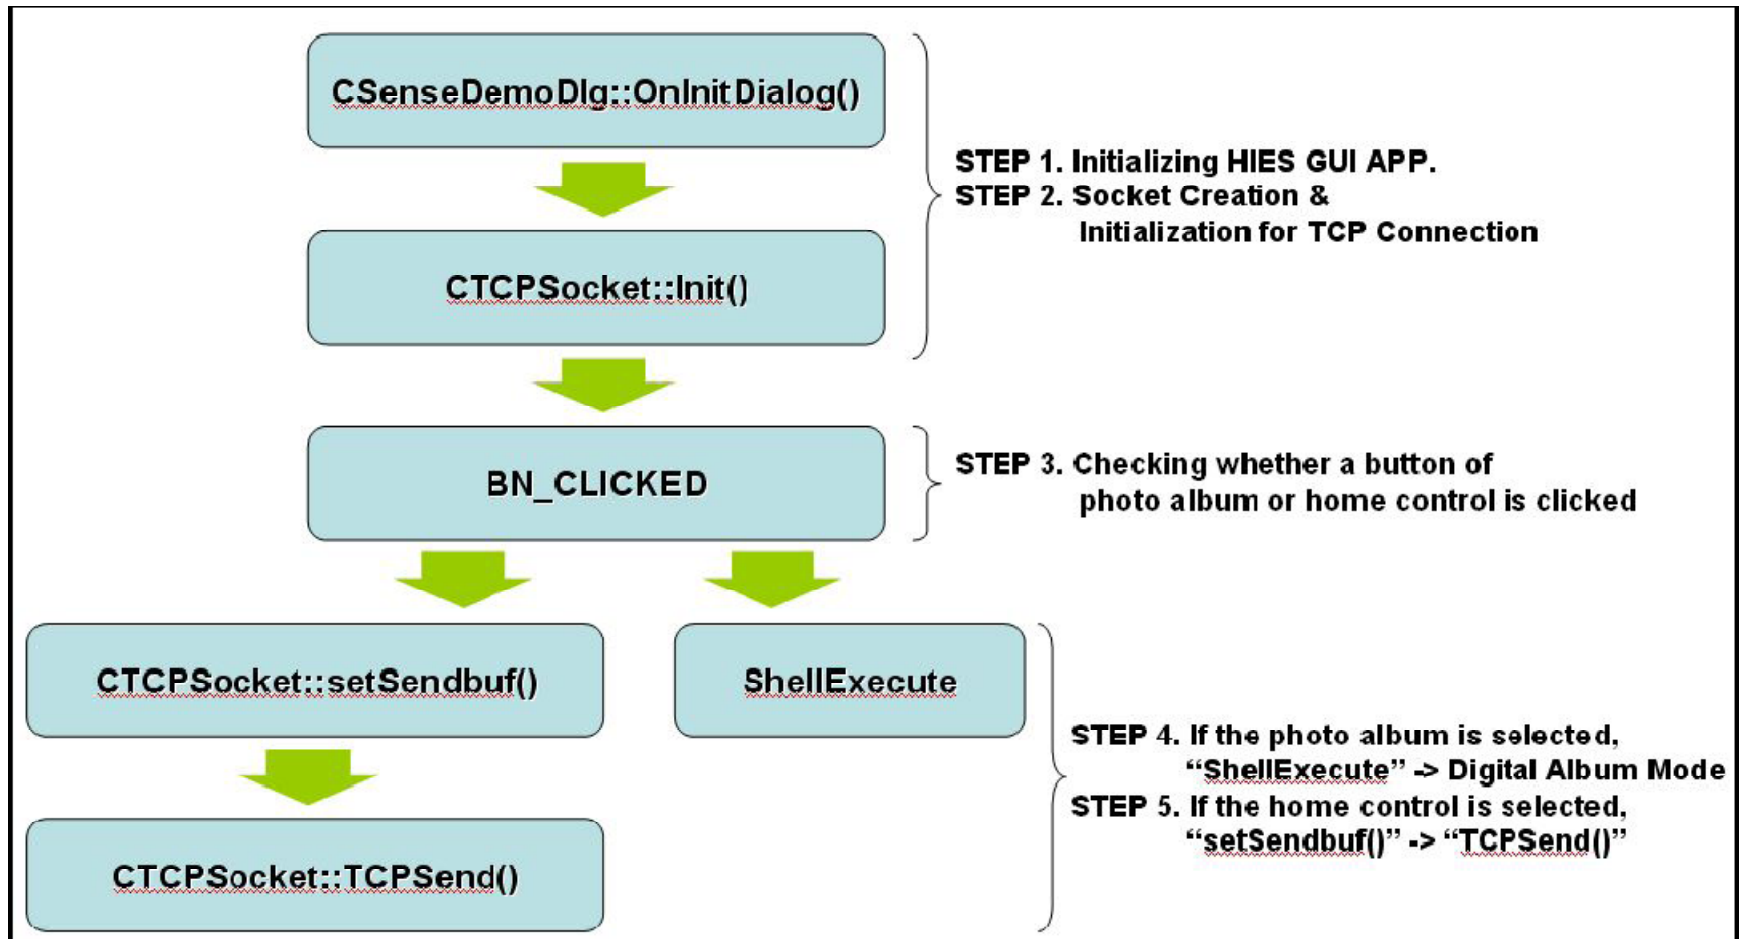 CSenseDemoDlg::OnInitDialog()
STEP 1. Initializing HIES GUI APP.
STEP 2. Socket Creation &
Initialization for TCP Connection
CTCPSocket::Init()
BN_CLICKED
STEP 3. Checking whether a button of
photo album or home control is clicked
CTCPSocket::setSendbuf()
ShellExecute
STEP 4. If the photo album is selected,
“ShellExecute” -> Digital Album Mode
STEP 5. If the home control is selected,
“setSendbuf()” -> “TCPSend()”
CTCPSocket::TCPSend()